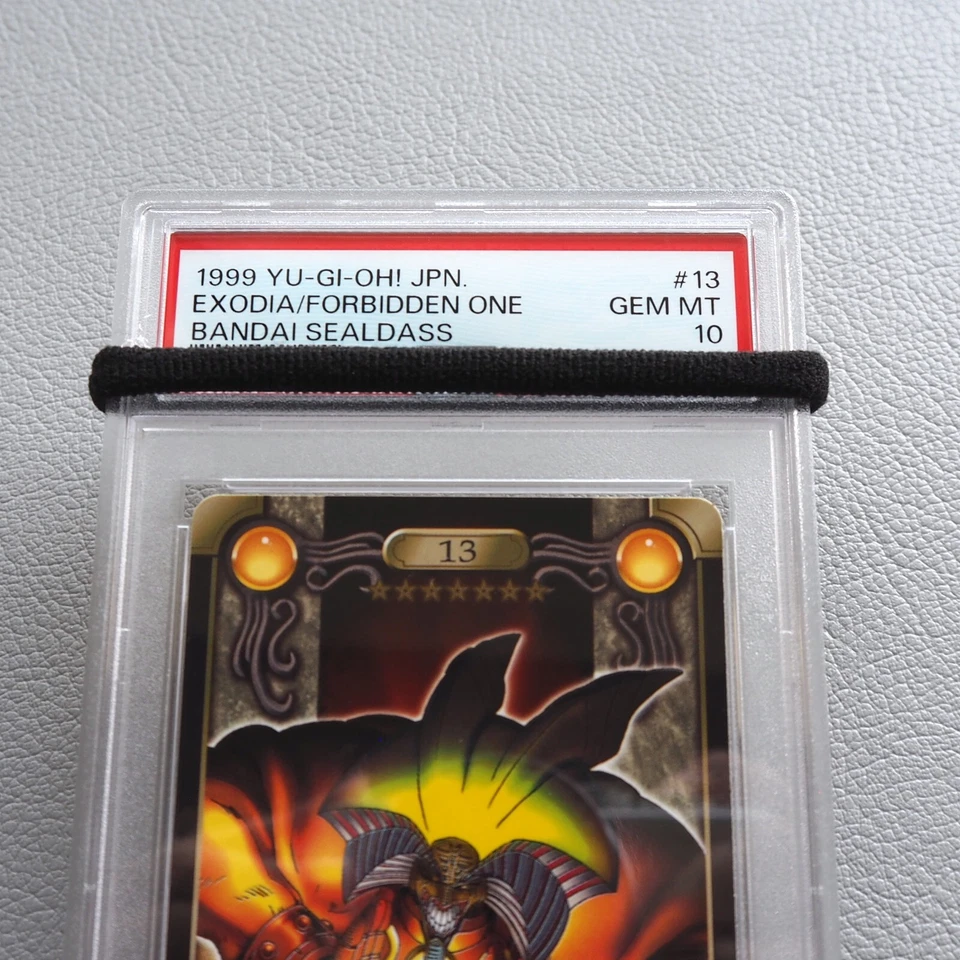 1999 YU-GI-OH! JPN. #13
EXODIA/FORBIDDEN ONE GEM MT
BANDAI SEALDASS 10
13